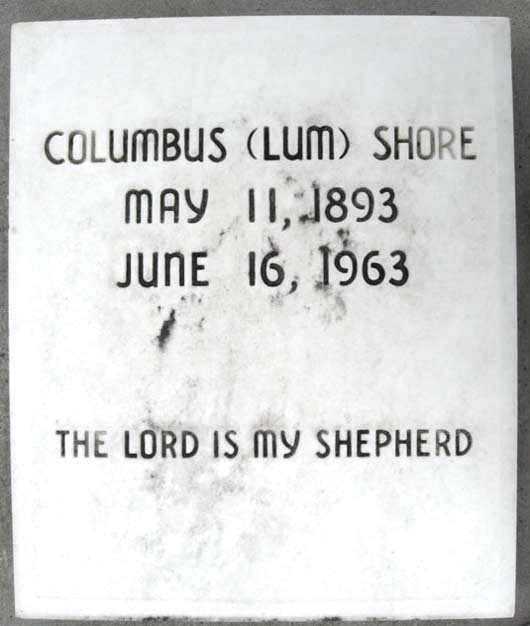 COLUMBUS (LUM) SHORE
MAY 11, 1893
JUNE 16, 1963
THE LORD IS MY SHEPHERD